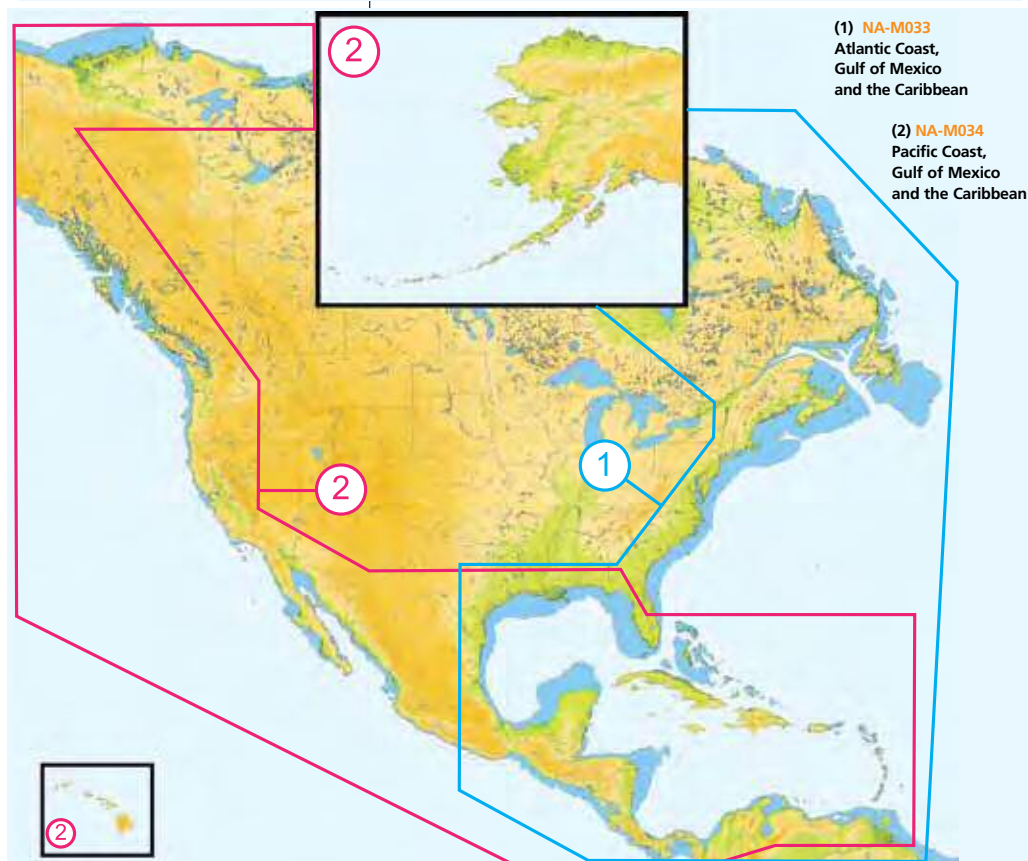 2
(1) NA-M033
Atlantic Coast,
Gulf of Mexico
and the Caribbean
(2) NA-M034
Pacific Coast,
Gulf of Mexico
and the Caribbean
1
2
2